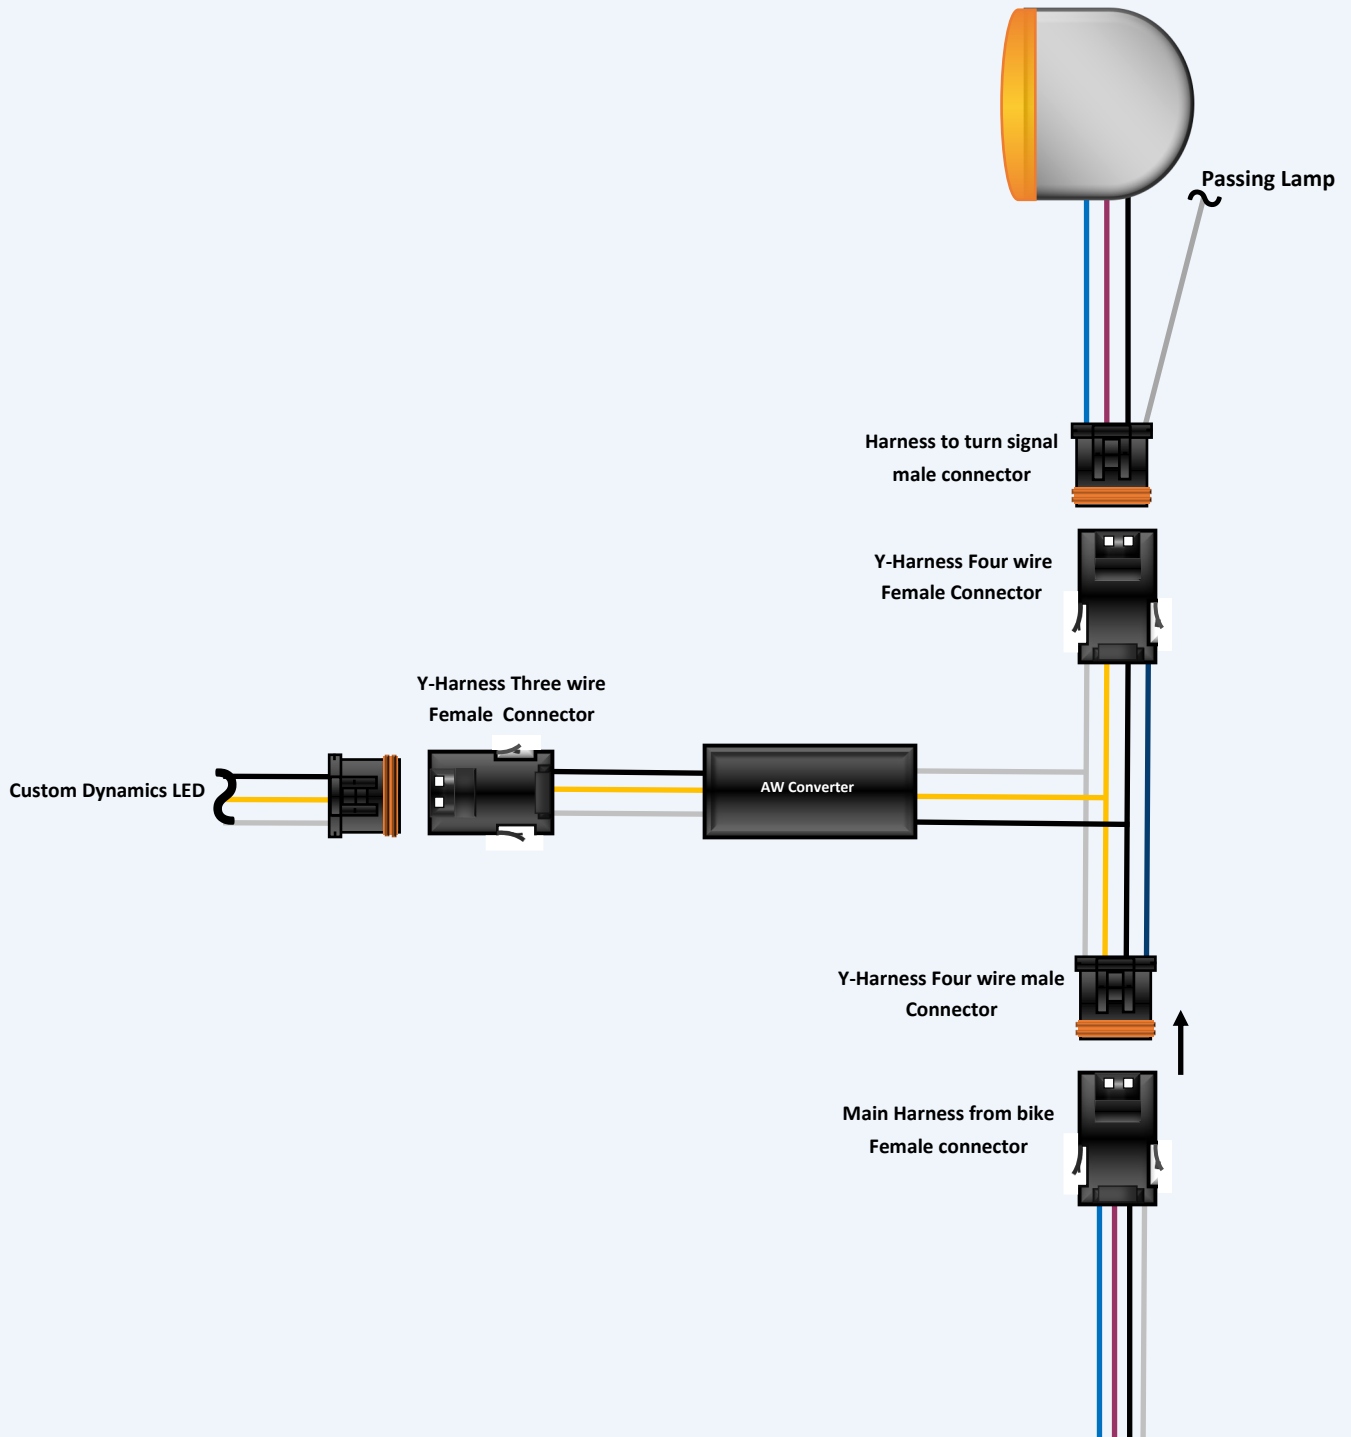 Passing Lamp
Harness to turn signal
male connector
Y-Harness Four wire
Female Connector
Y-Harness Three wire
Female  Connector
Custom Dynamics LED
AW Converter
Y-Harness Four wire male
Connector
Main Harness from bike
Female connector